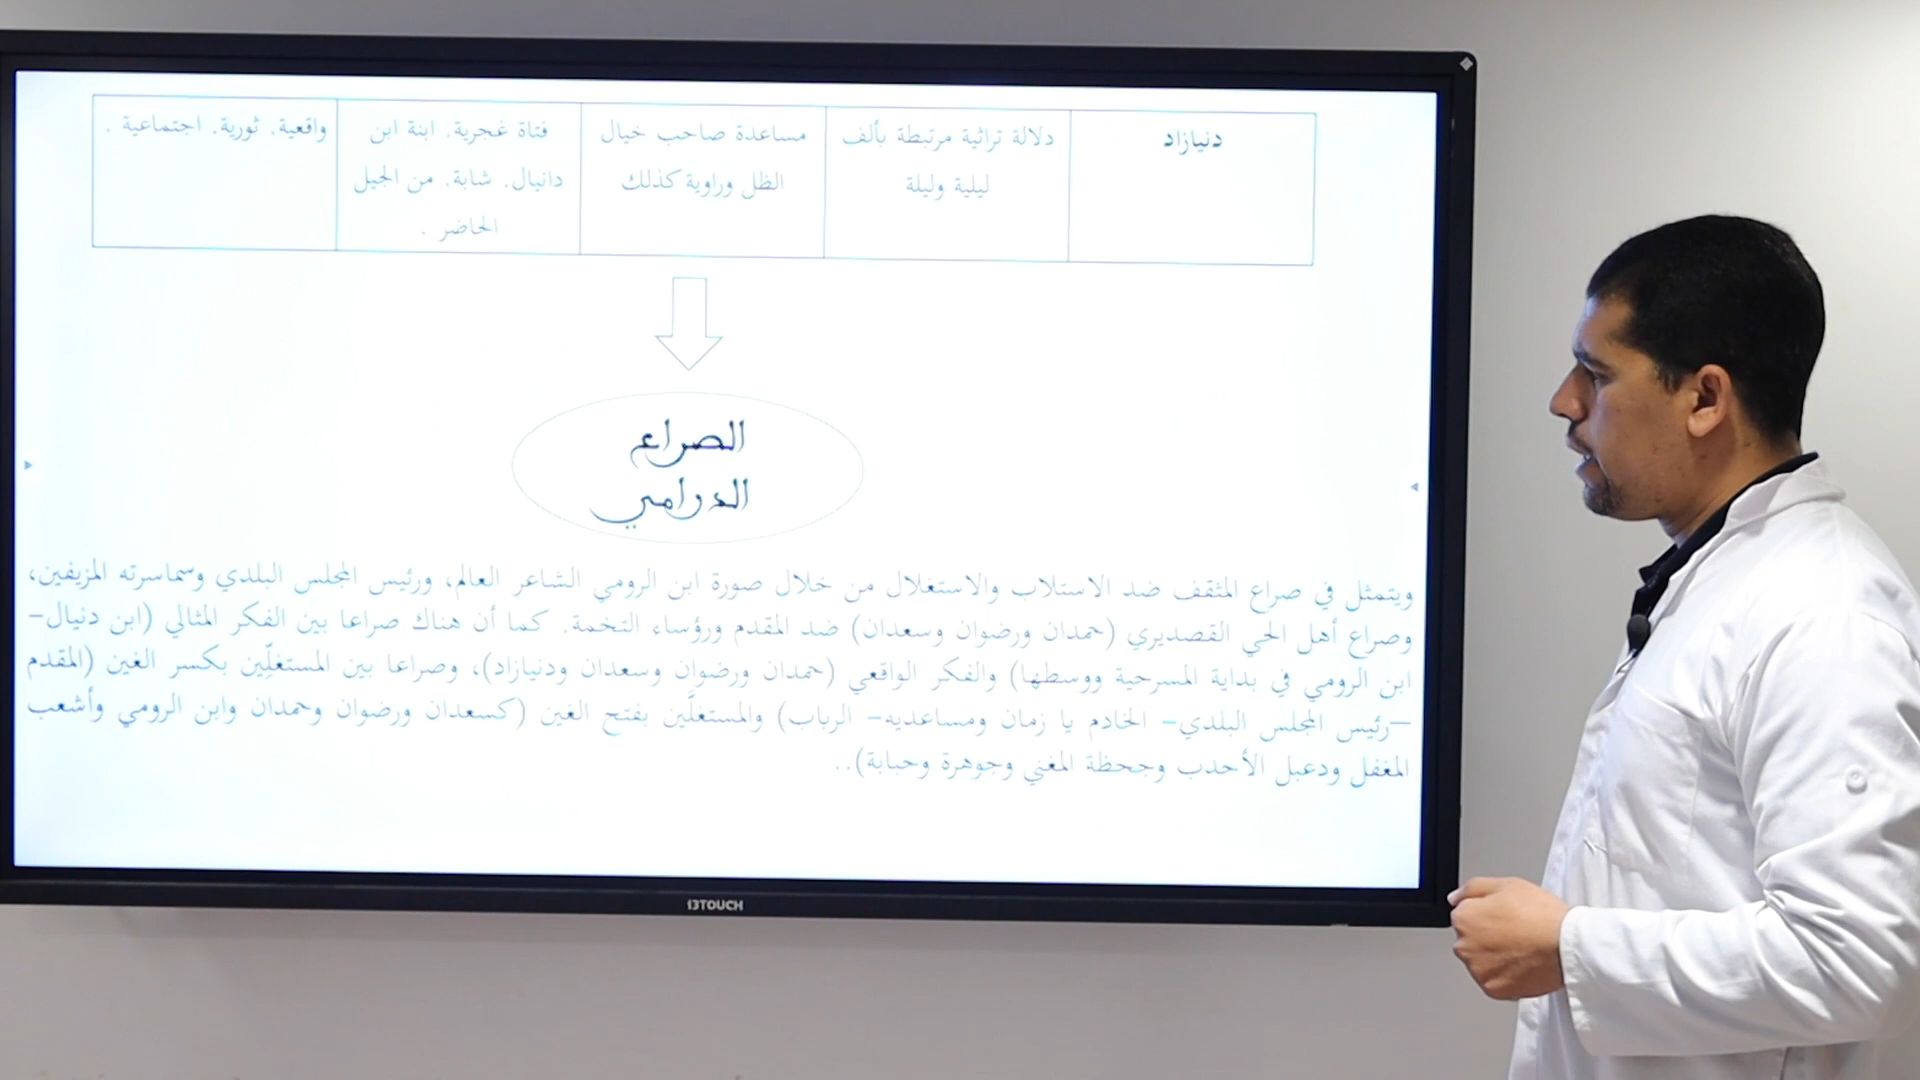 دنيازاد
دلالة تراثية مرتبطة بألف
ليلية وليلة
مساعدة صاحب خيال
الظل وراوية كذلك
فتاة غجرية. ابنة ابن
دانيال. شابة. من الجيل
الحاضر .
واقعية. ثورية. اجتماعية .
الصراع
الدرامي
ويتمثل في صراع المثقف ضد الاستلاب والاستغلال من خلال صورة ابن الرومي الشاعر العالم، ورئيس المجلس البلدي وسماسرته المزيفين،
وصراع أهل الحي القصديري (حمدان ورضوان وسعدان) ضد المقدم ورؤساء التخمة. كما أن هناك صراعا بين الفكر المثالي (ابن دنيال-
ابن الرومي في بداية المسرحية ووسطها) والفكر الواقعي (حمدان ورضوان وسعدان ودنيازاد)، وصراعا بين المستغلِّين بكسر الغين (المقدم
–رئيس المجلس البلدي- الخادم يا زمان ومساعديه- الرباب) والمستغلَّين بفتح الغين (كسعدان ورضوان وحمدان وابن الرومي وأشعب
المغفل ودعبل الأحدب وجحظة المغني وجوهرة وحبابة)..
i3TOUCH